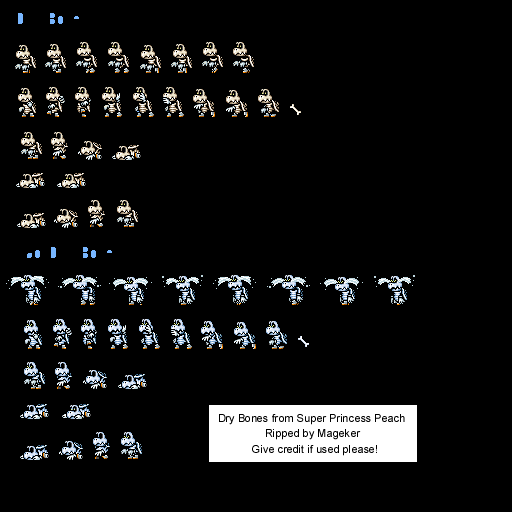 Dry Bones from Super Princess Peach
Ripped by Mageker
Give credit if used please!